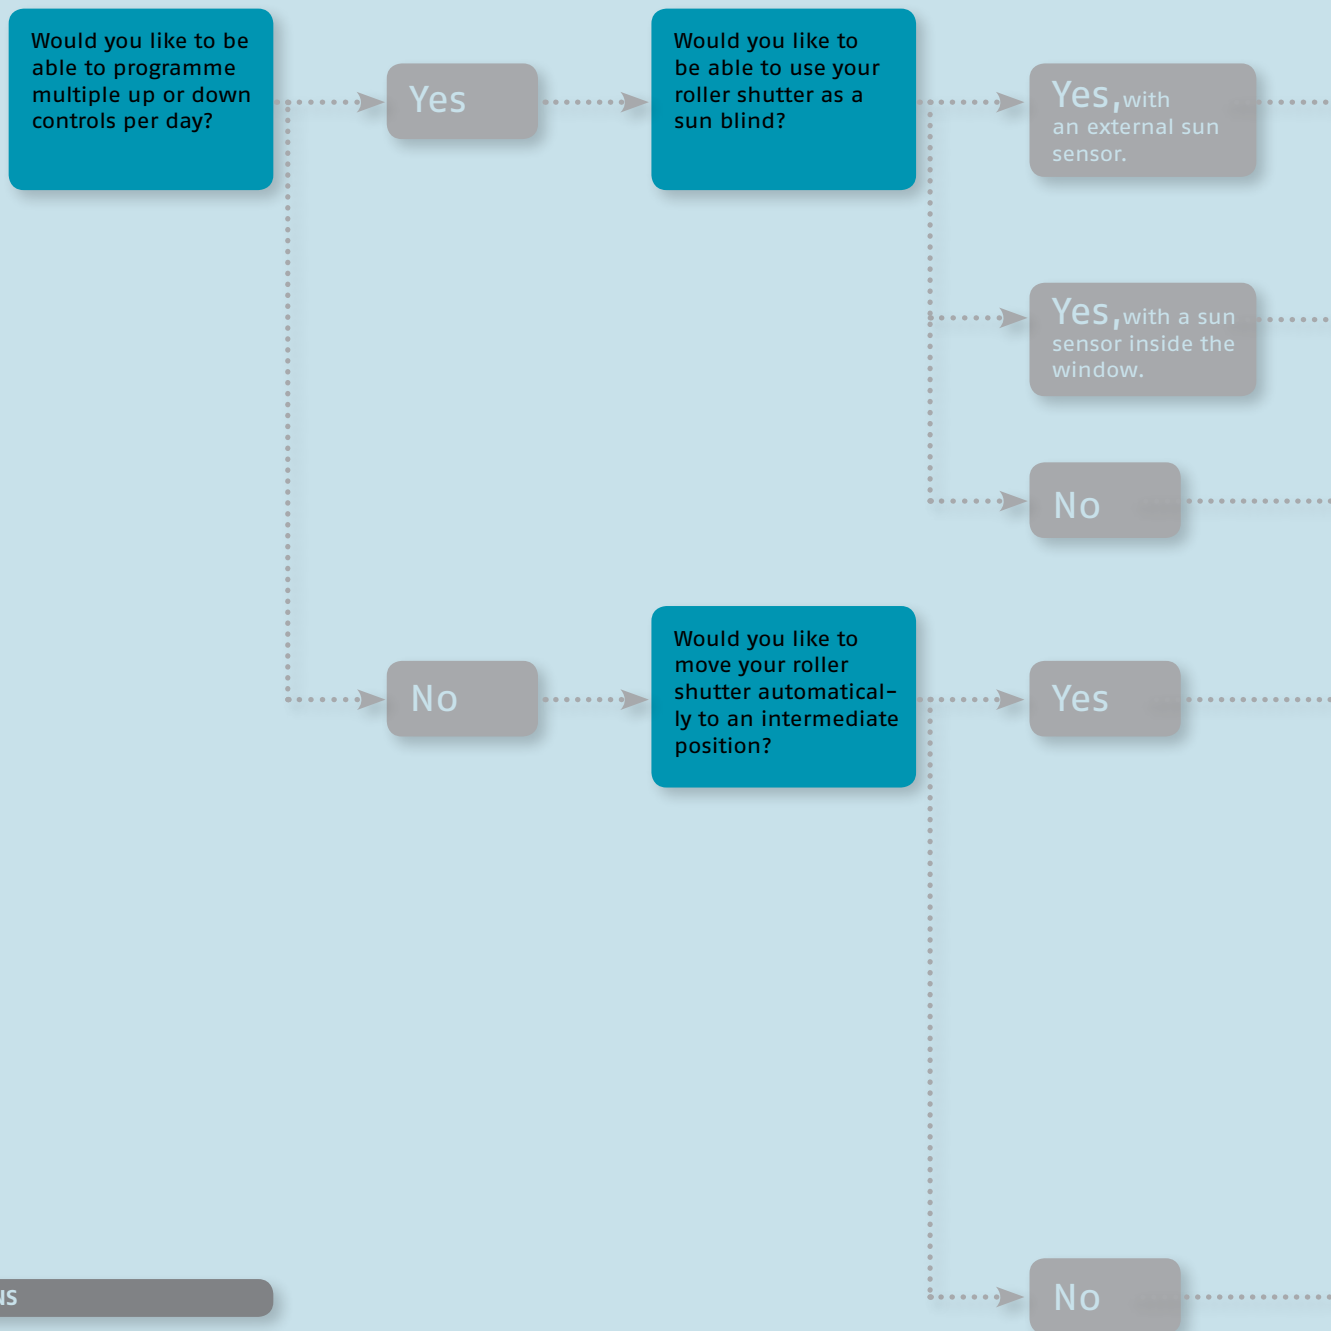 Would you like to be
able to programme
multiple up or down
controls per day?
Yes
Would you like to
be able to use your
roller shutter as a
sun blind?
Yes, with
an external sun
sensor.
Yes, with a sun
sensor inside the
window.
No
No
Would you like to
move your roller
shutter automatical-
ly to an intermediate
position?
Yes
No